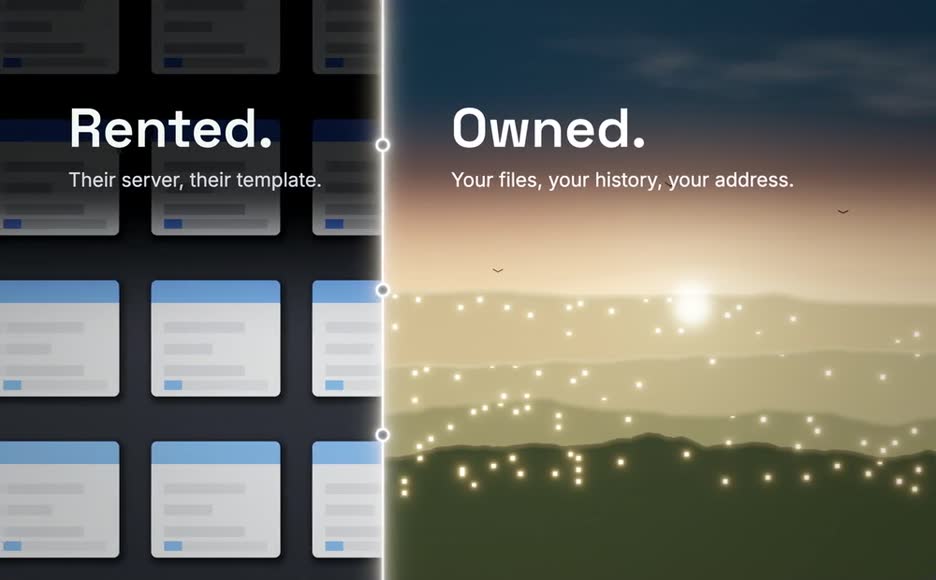 Rented.
Their server, their template.
Owned.
Your files, your history, your address.